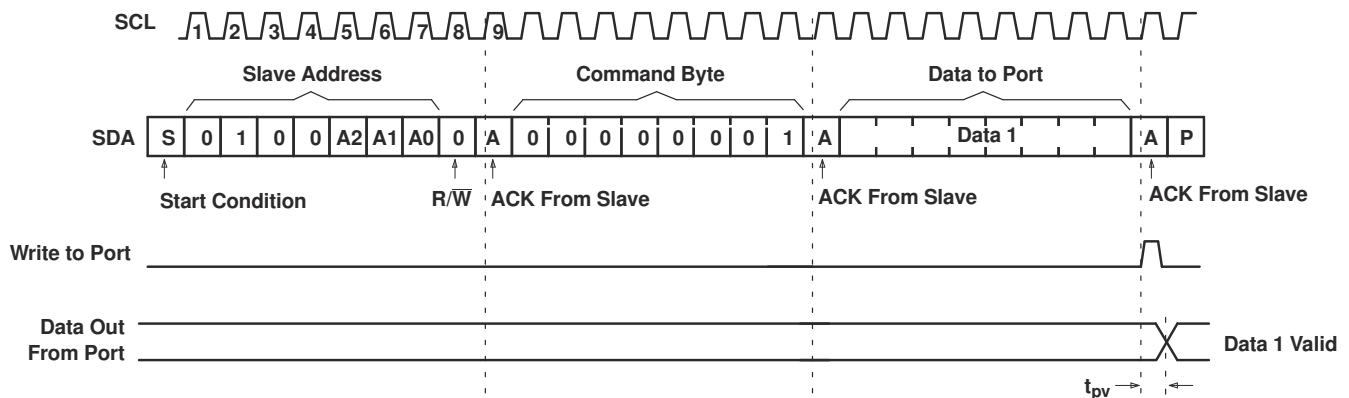 SCL 1 2 3 4 5 6 7 8 9
Slave Address Command Byte Data to Port
SDA S 0 1 0 0 A2 A1 A0 0 A 0 0 0 0 0 0 0 1 A Data 1 A P
Start Condition R/W̅ ACK From Slave ACK From Slave ACK From Slave
Write to Port
Data Out
From Port
Data 1 Valid
tpv